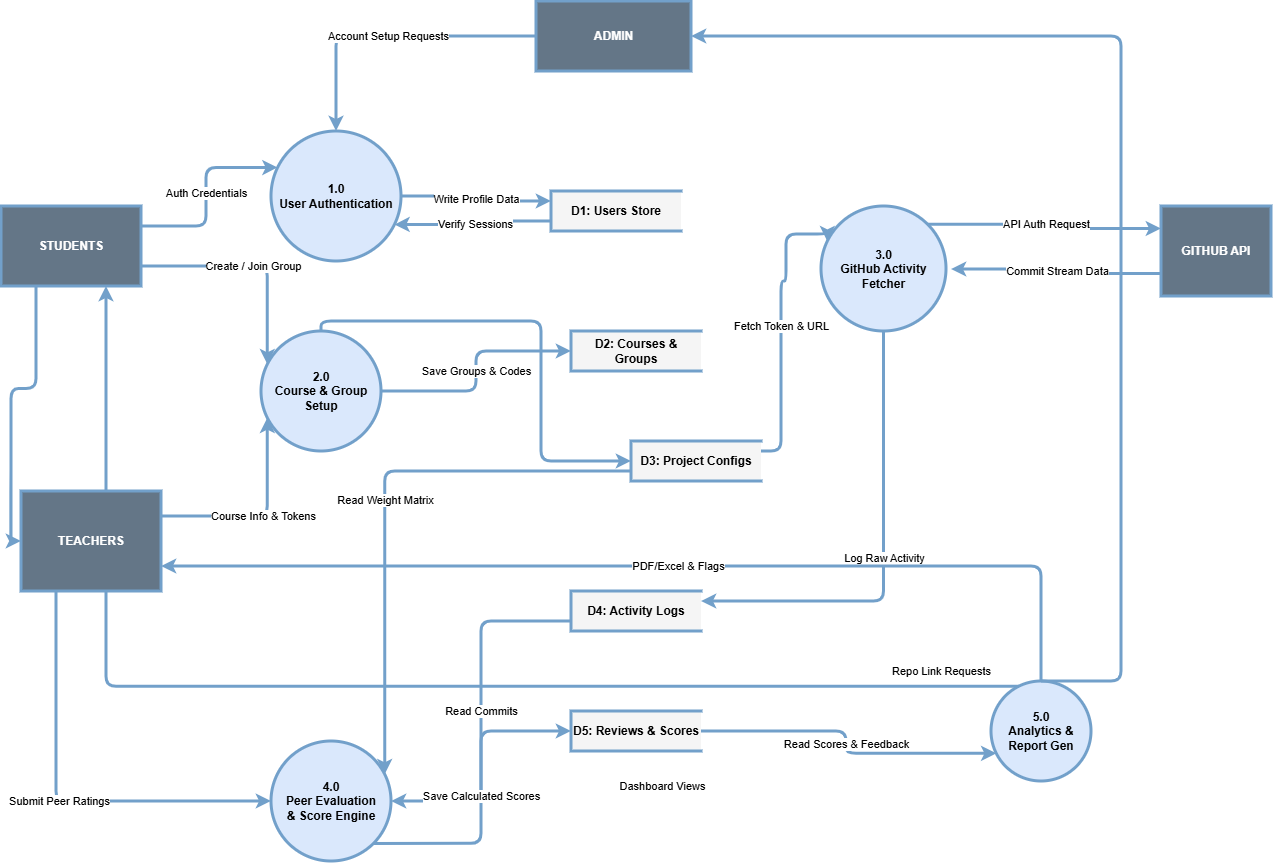 ADMIN
Account Setup Requests
1.0
User Authentication
Auth Credentials
Write Profile Data
D1: Users Store
Verify Sessions
STUDENTS
API Auth Request
GITHUB API
3.0
GitHub Activity
Fetcher
Create / Join Group
Commit Stream Data
Fetch Token & URL
D2: Courses &
Groups
Save Groups & Codes
2.0
Course & Group
Setup
D3: Project Configs
Read Weight Matrix
Course Info & Tokens
TEACHERS
Log Raw Activity
PDF/Excel & Flags
D4: Activity Logs
Repo Link Requests
Read Commits
5.0
Analytics &
Report Gen
D5: Reviews & Scores
Read Scores & Feedback
Dashboard Views
4.0
Peer Evaluation
& Score Engine
Save Calculated Scores
Submit Peer Ratings